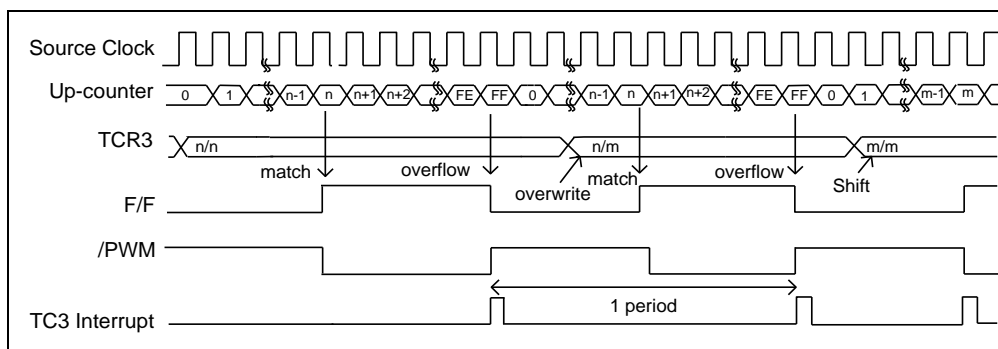 Source Clock
Up-counter 0 1 n-1 n n+1 n+2 FE FF 0 n-1 n n+1 n+2 FE FF 0 1 m-1 m
TCR3 n/n n/m m/m
match overflow overwrite match overflow Shift
F/F
/PWM
1 period
TC3 Interrupt